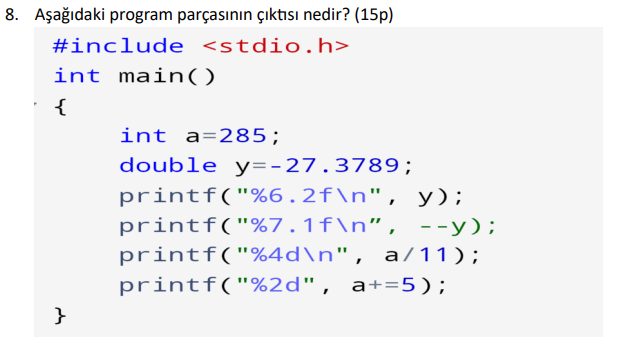 8. Aşağıdaki program parçasının çıktısı nedir? (15p)
#include <stdio.h>
int main()
{
int a=285;
double y=-27.3789;
printf("%6.2f\n", y);
printf("%7.1f\n”, --y);
printf("%4d\n", a/11);
printf("%2d", a+=5);
}